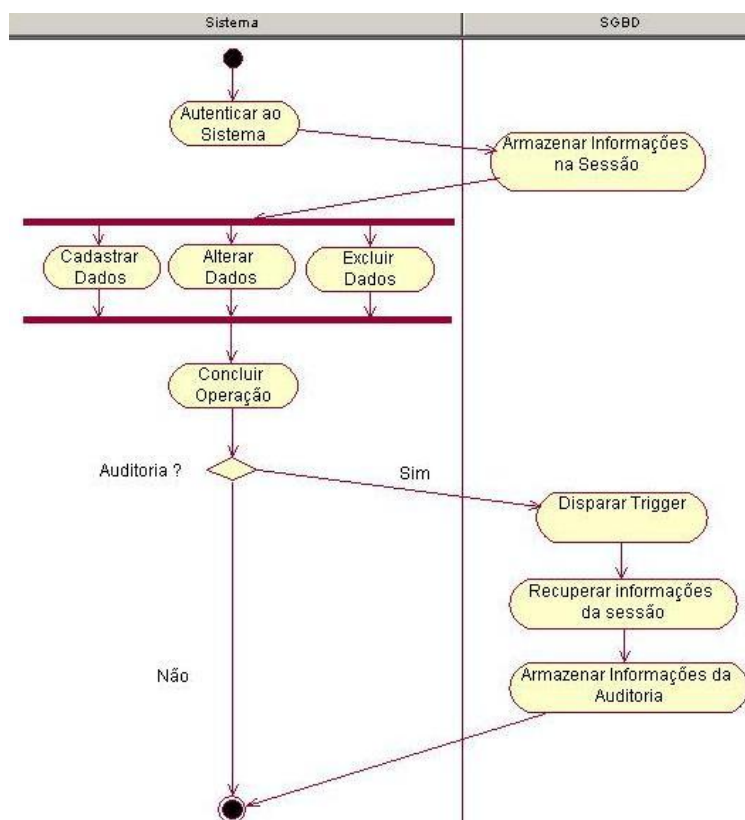 Sistema
SGBD
Autenticar ao
Sistema
Armazenar Informações
na Sessão
Cadastrar
Dados
Alterar
Dados
Excluir
Dados
Concluir
Operação
Auditoria ?
Sim
Disparar Trigger
Recuperar informações
da sessão
Não
Armazenar Informações da
Auditoria